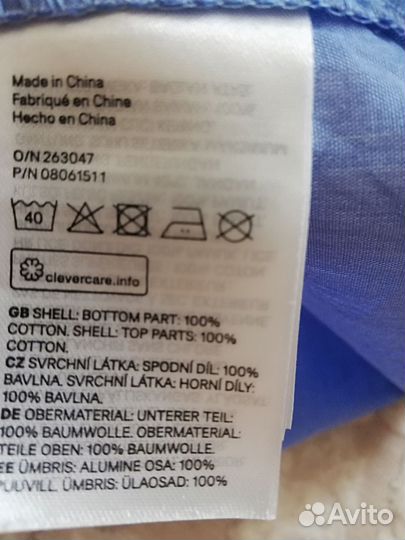 Made in China
Fabriqué en Chine
Hecho en China
O/N 263047
P/N 08061511
40
clevercare.info
GB SHELL: BOTTOM PART: 100%
COTTON. SHELL: TOP PARTS: 100%
COTTON.
CZ SVRCHNÍ LÁTKA: SPODNÍ DÍL: 100%
BAVLNA. SVRCHNÍ LÁTKA: HORNÍ DÍLY:
100% BAVLNA.
DE OBERMATERIAL: UNTERER TEIL:
100% BAUMWOLLE. OBERMATERIAL:
TEILE OBEN: 100% BAUMWOLLE.
EE ÜMBRIS: ALUMINE OSA: 100%
PUUVILL. ÜMBRIS: ÜLAOSAD: 100%
Avito